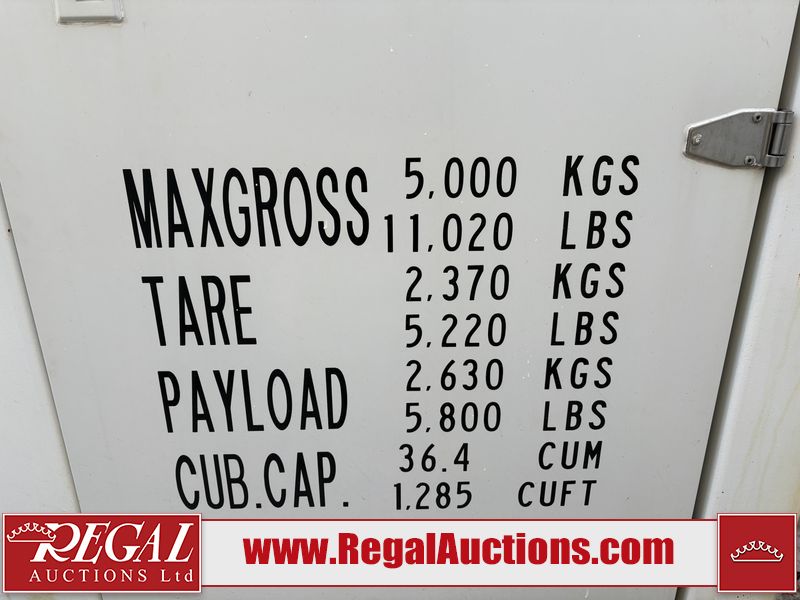 MAXGROSS 5,000 KGS
11,020 LBS
TARE 2,370 KGS
5,220 LBS
PAYLOAD 2,630 KGS
5,800 LBS
CUB.CAP. 36.4 CUM
1,285 CUFT
REGAL
AUCTIONS Ltd
www.RegalAuctions.com